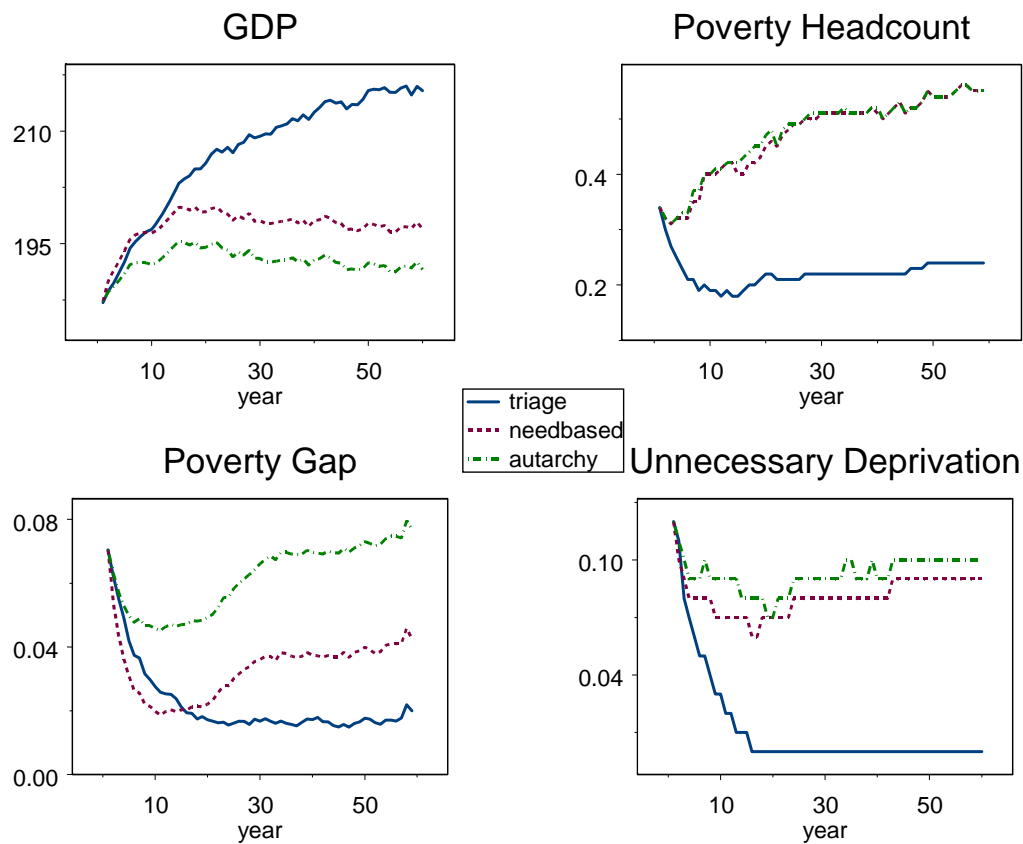 GDP
210
195
10 30 50
year
Poverty Headcount
0.4
0.2
10 30 50
year
triage
needbased
autarchy
Poverty Gap
0.08
0.04
0.00
10 30 50
year
Unnecessary Deprivation
0.10
0.04
10 30 50
year